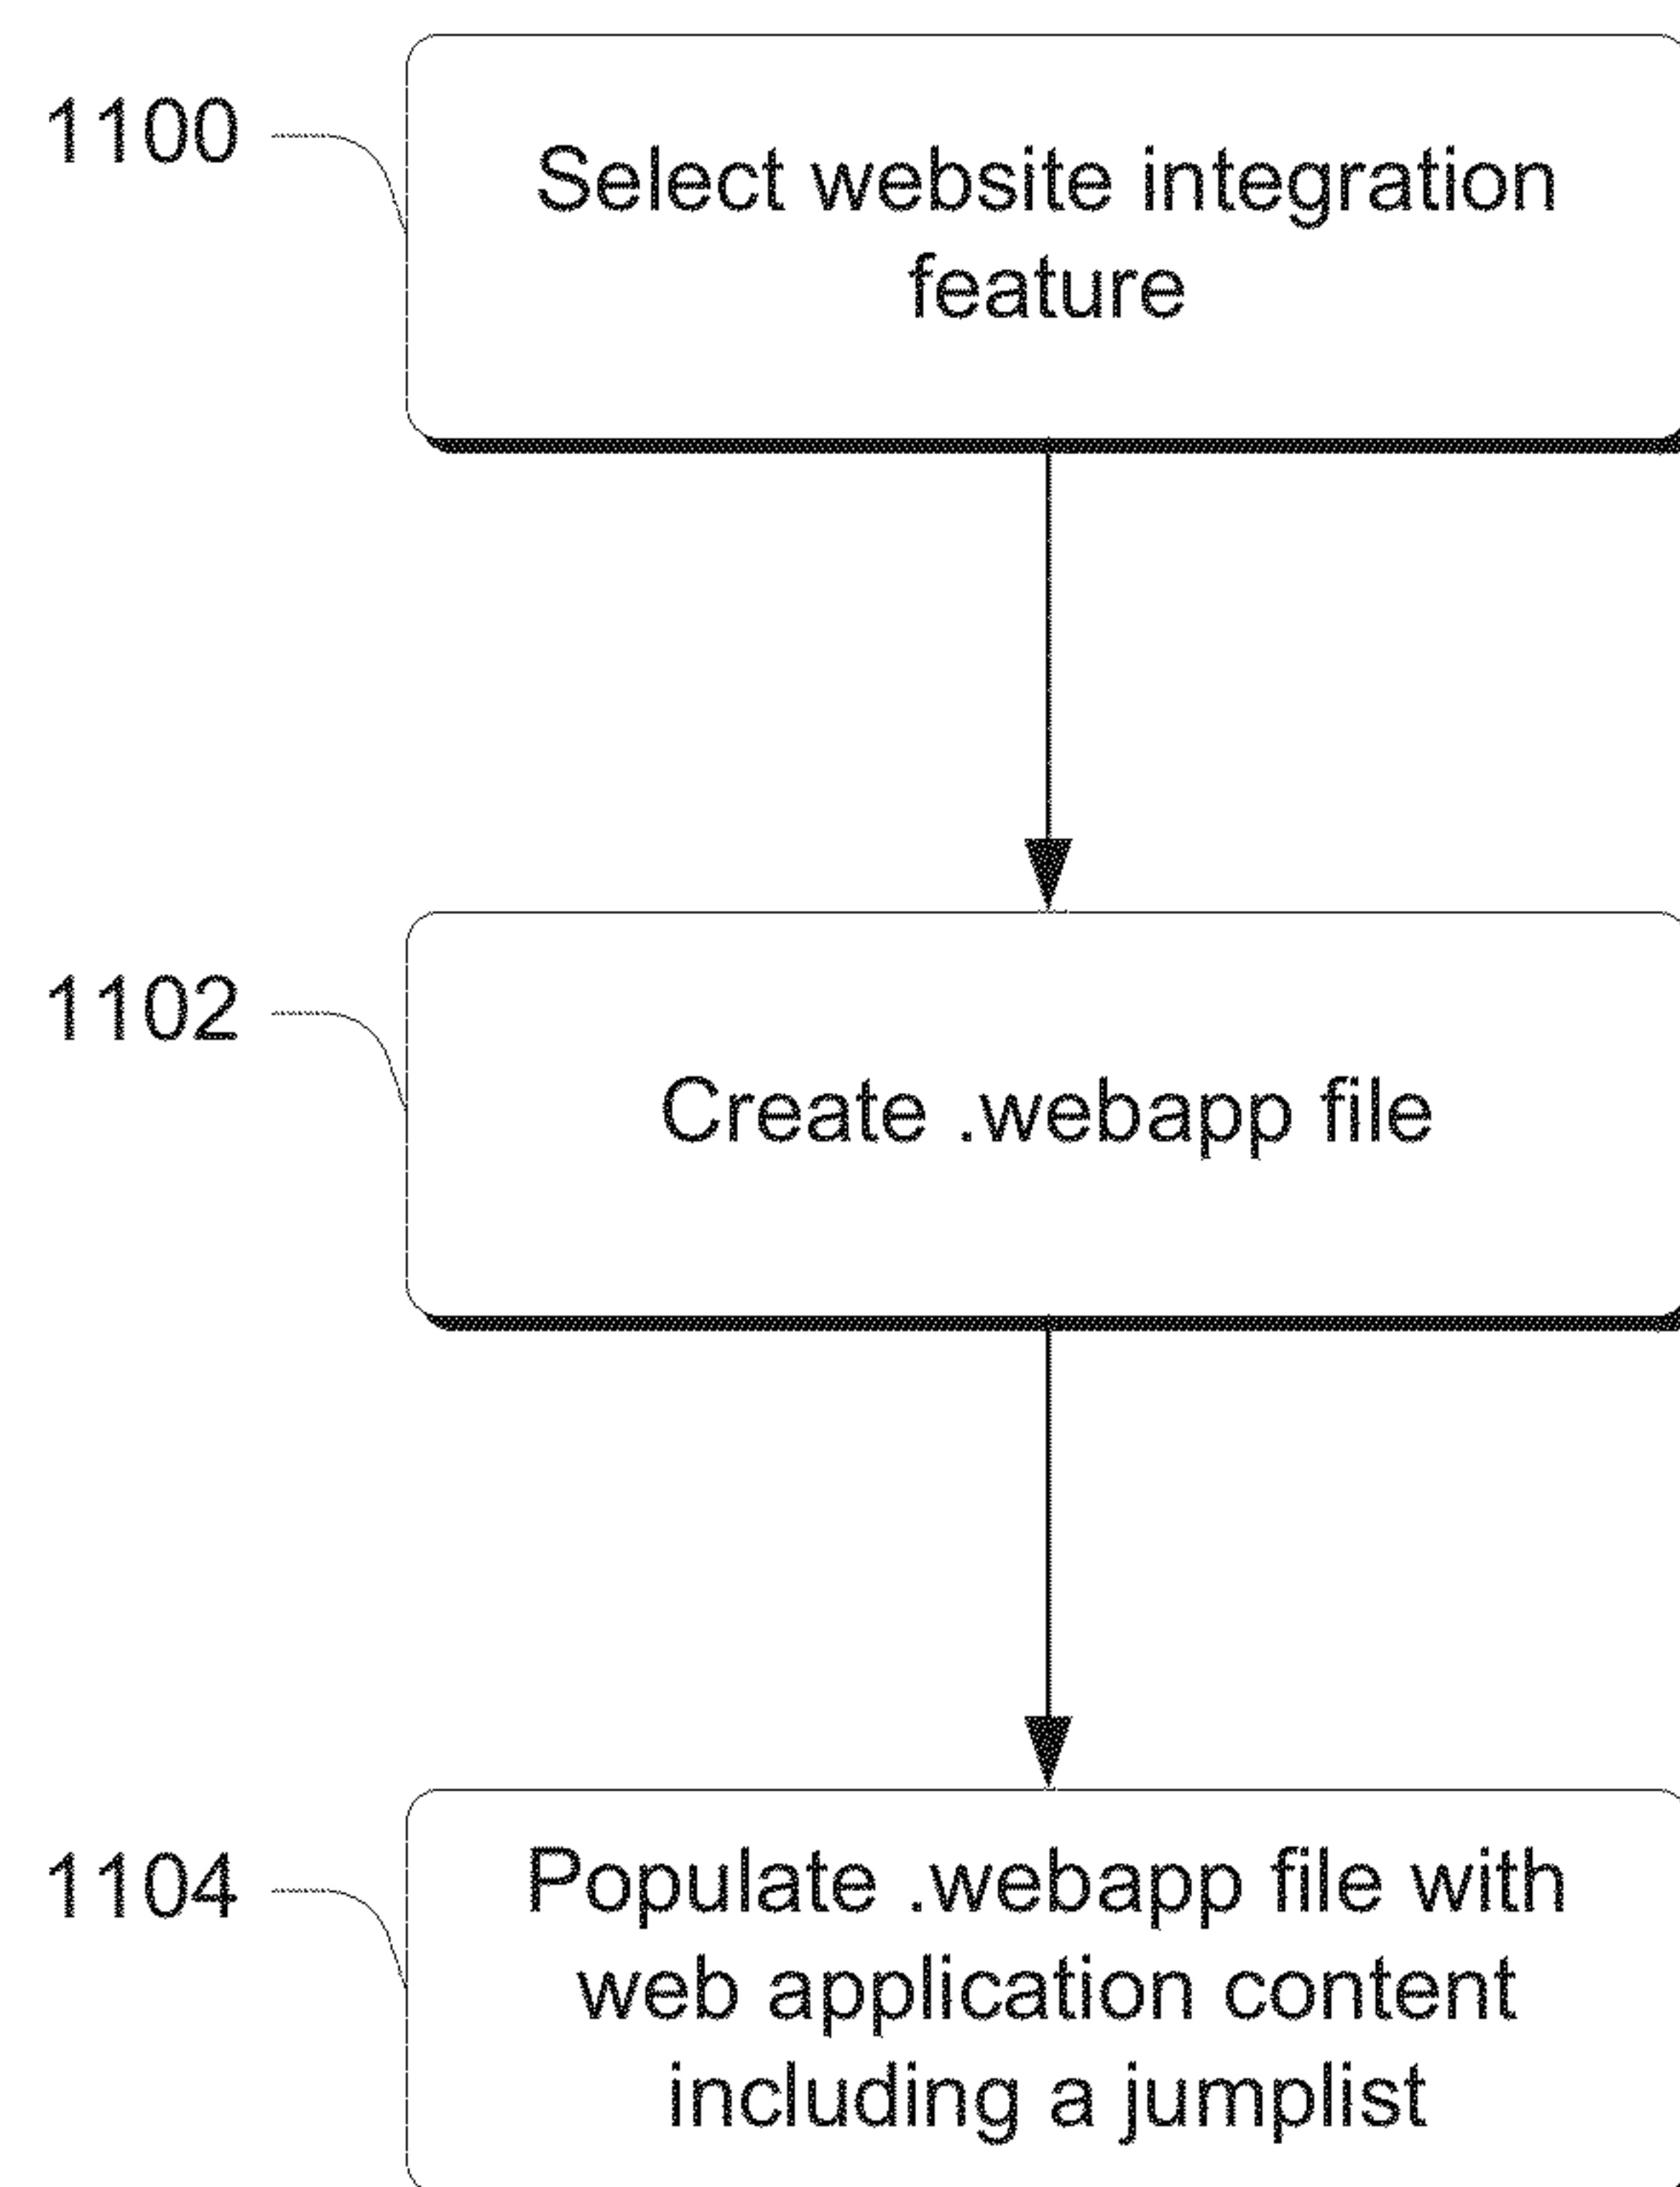 1100
Select website integration
feature
1102
Create .webapp file
1104
Populate .webapp file with
web application content
including a jumplist